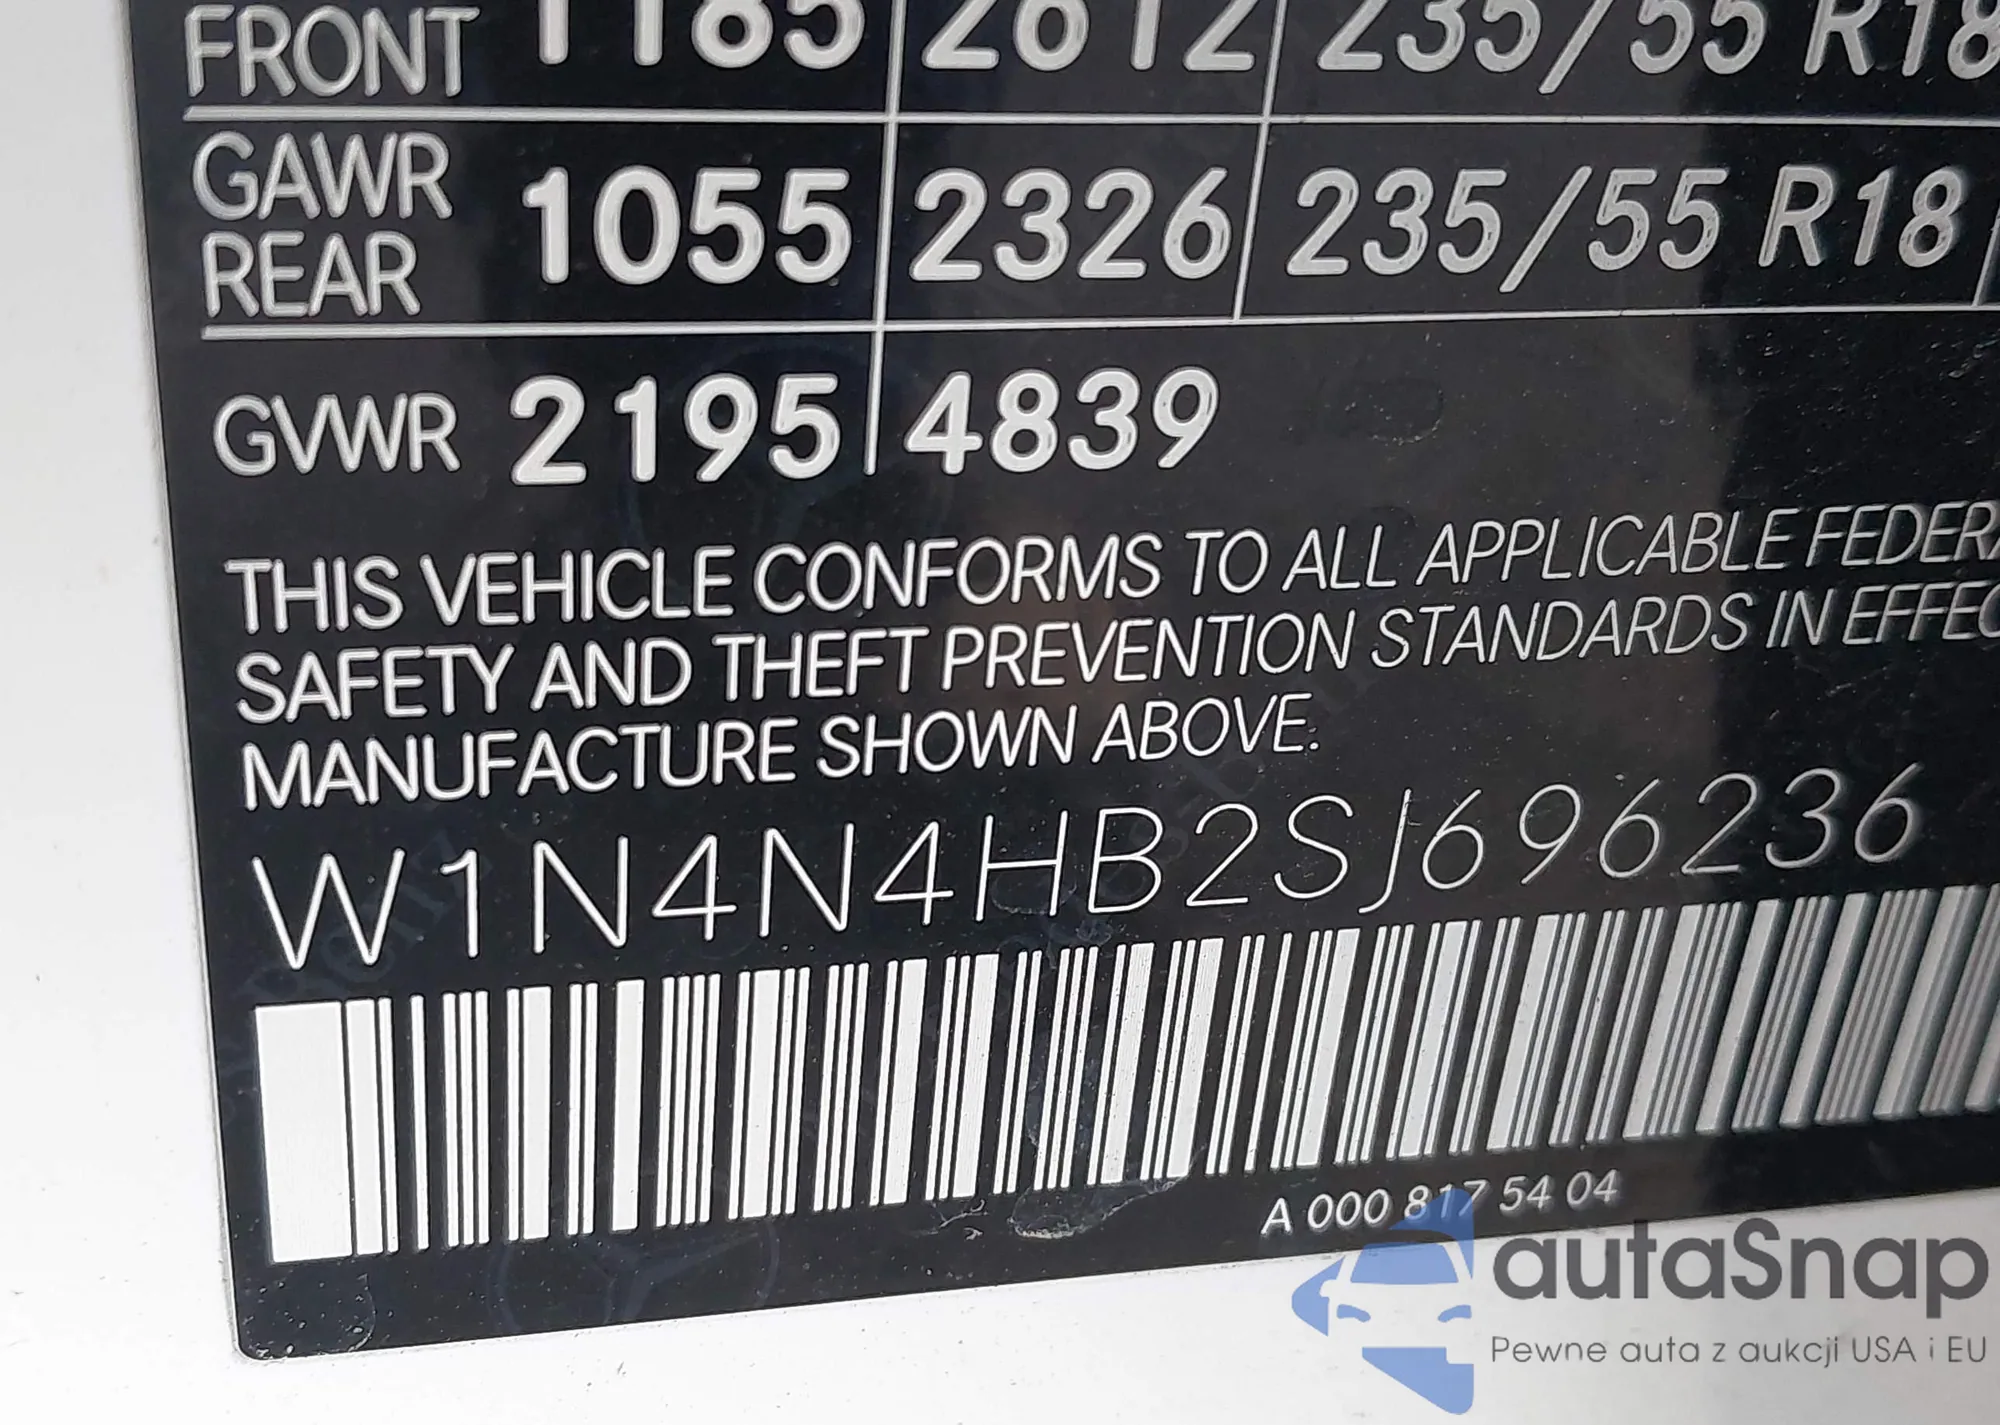 FRONT 1185 2612 235/55 R18
GAWR
REAR 1055 2326 235/55 R18
GVWR 2195 4839
THIS VEHICLE CONFORMS TO ALL APPLICABLE FEDERA
SAFETY AND THEFT PREVENTION STANDARDS IN EFFEC
MANUFACTURE SHOWN ABOVE.
W1N4N4HB2SJ696236
A 000 817 54 04
autaSnap
Pewne auta z aukcji USA i EU